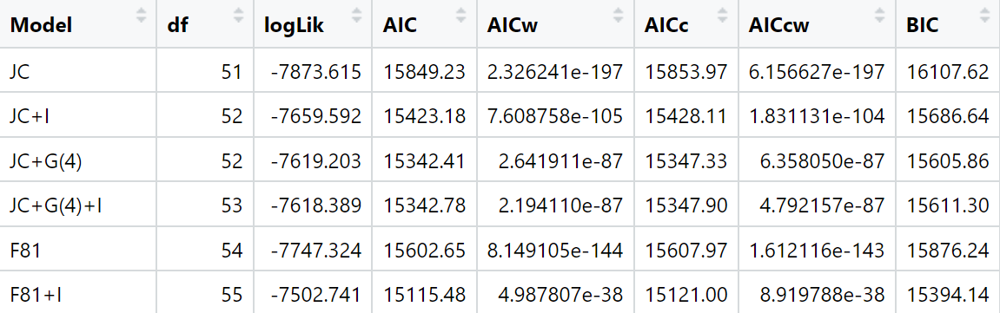 Model df logLik AIC AICw AICc AICcw BIC
JC 51 -7873.615 15849.23 2.326241e-197 15853.97 6.156627e-197 16107.62
JC+I 52 -7659.592 15423.18 7.608758e-105 15428.11 1.831131e-104 15686.64
JC+G(4) 52 -7619.203 15342.41 2.641911e-87 15347.33 6.358050e-87 15605.86
JC+G(4)+I 53 -7618.389 15342.78 2.194110e-87 15347.90 4.792157e-87 15611.30
F81 54 -7747.324 15602.65 8.149105e-144 15607.97 1.612116e-143 15876.24
F81+I 55 -7502.741 15115.48 4.987807e-38 15121.00 8.919788e-38 15394.14